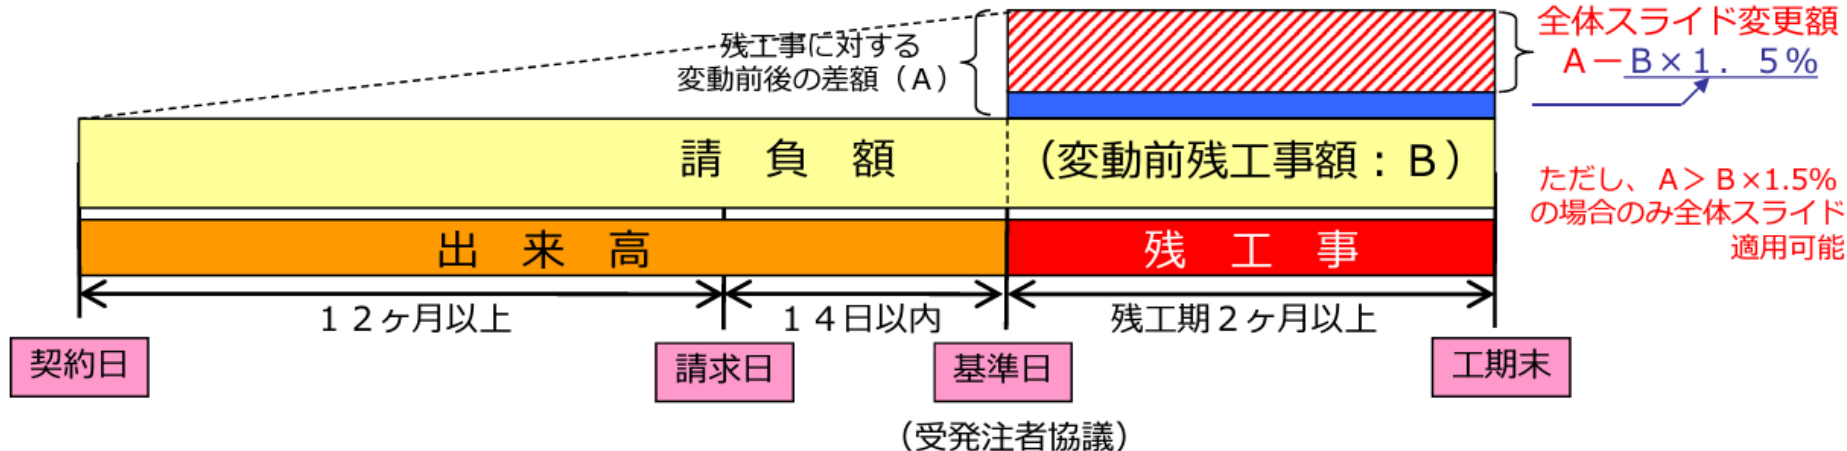 残工事に対する
変動前後の差額（A）
全体スライド変更額
A－B×１．５%
請　負　額
（変動前残工事額：B）
ただし、A＞B×1.5%
の場合のみ全体スライド
適用可能
出　来　高
残　工　事
１２ヶ月以上
１４日以内
残工期２ヶ月以上
契約日
請求日
基準日
工期末
（受発注者協議）